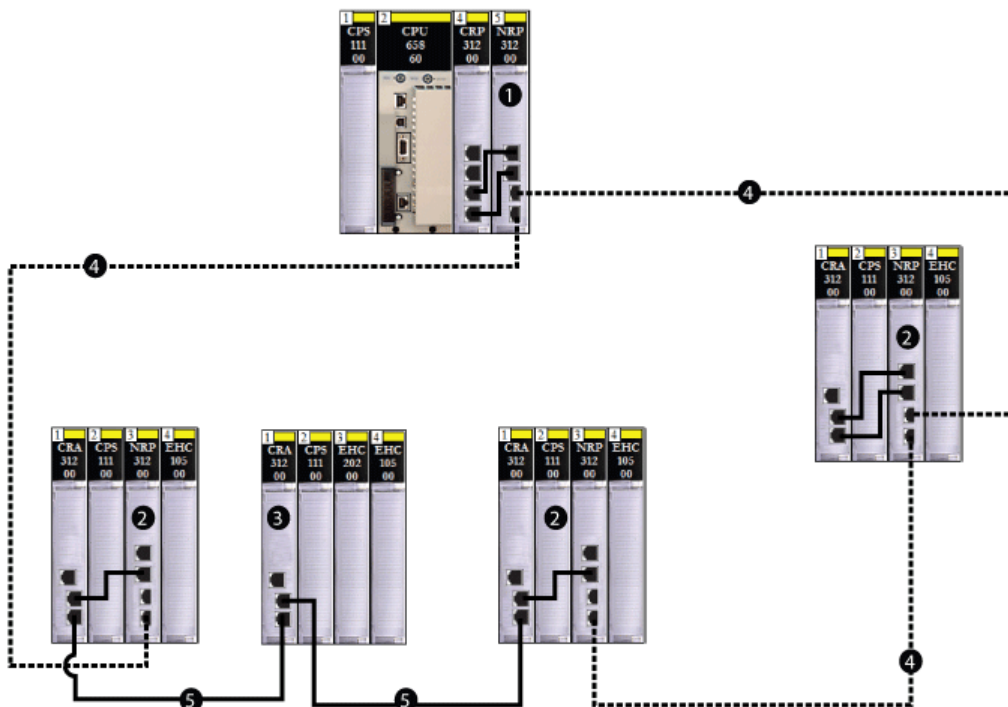 1 2 4 5
CPS CPU CRP NRP
111 658 312 312
00 60 00 00
1
4
4
1 2 3 4
CRA CPS NRP EHC
312 111 312 105
00 00 00 00
2
1 2 3 4
CRA CPS NRP EHC
312 111 312 105
00 00 00 00
2
1 2 3 4
CRA CPS EHC EHC
312 111 202 105
00 00 00 00
3
1 2 3 4
CRA CPS NRP EHC
312 111 312 105
00 00 00 00
2
4
5
5